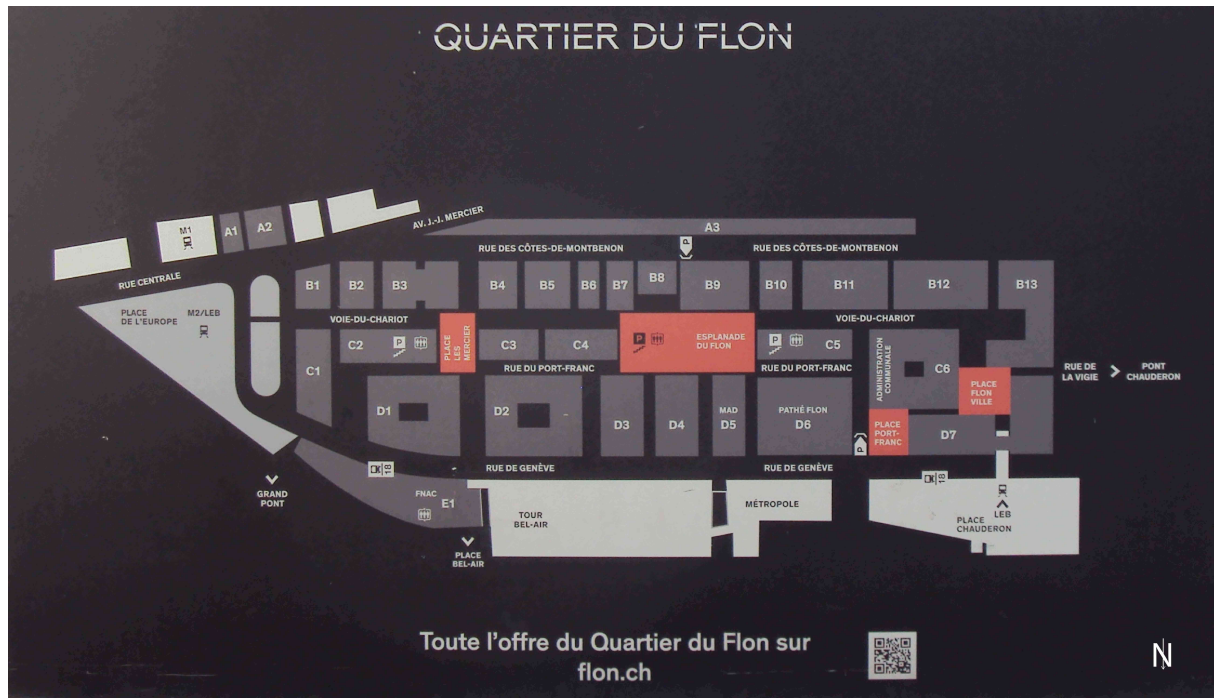 QUARTIER DU FLON
AV. J.-J. MERCIER
M1
A1
A2
A3
P
RUE DES CÔTES-DE-MONTBENON
RUE DES CÔTES-DE-MONTBENON
RUE CENTRALE
B1
B2
B3
B4
B5
B6
B7
B8
B9
B10
B11
B12
B13
PLACE
DE L'EUROPE
M2/LEB
VOIE-DU-CHARIOT
VOIE-DU-CHARIOT
C1
C2
P
PLACE
LES
MERCIER
C3
C4
P
ESPLANADE
DU FLON
P
C5
ADMINISTRATION
COMMUNALE
C6
RUE DU PORT-FRANC
RUE DU PORT-FRANC
RUE DE
LA VIGIE
PONT
CHAUDERON
PLACE
FLON
VILLE
D1
D2
D3
D4
MAD
D5
PATHÉ FLON
D6
PLACE
PORT-
FRANC
D7
P
RUE DE GENÈVE
RUE DE GENÈVE
18
18
GRAND
PONT
FNAC
E1
TOUR
BEL-AIR
MÉTROPOLE
LEB
PLACE
CHAUDERON
PLACE
BEL-AIR
Toute l'offre du Quartier du Flon sur
flon.ch
N